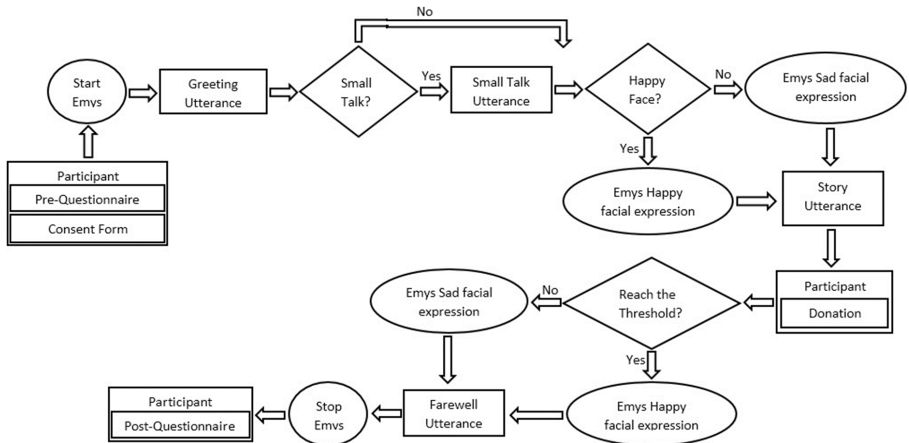 No
Start
Emys
Greeting
Utterance
Small
Talk?
Yes
Small Talk
Utterance
Happy
Face?
No
Emys Sad facial
expression
Participant
Pre-Questionnaire
Consent Form
Yes
Emys Happy
facial expression
Story
Utterance
Emys Sad facial
expression
No
Reach the
Threshold?
Participant
Donation
Yes
Participant
Post-Questionnaire
Stop
Emys
Farewell
Utterance
Emys Happy
facial expression